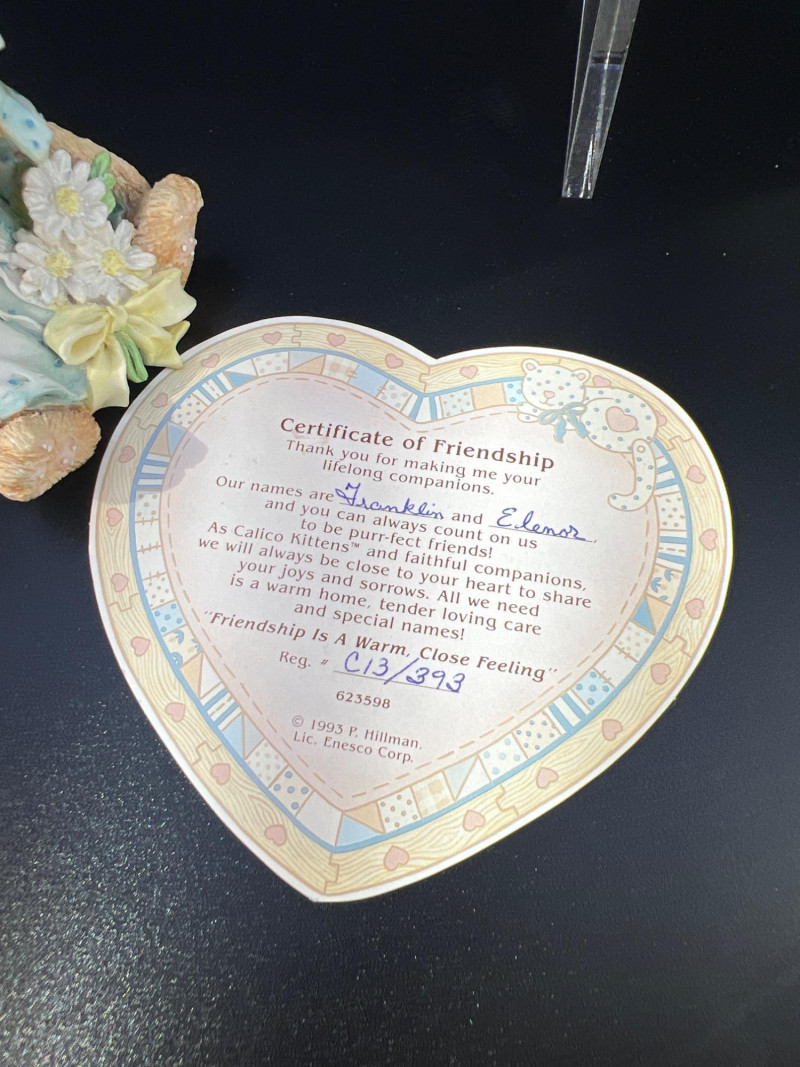 Certificate of Friendship
Thank you for making me your
lifelong companions.
Our names are Franklin and Elenor.
and you can always count on us
to be purr-fect friends!
As Calico Kittens™ and faithful companions,
we will always be close to your heart to share
your joys and sorrows. All we need
is a warm home, tender loving care
and special names!
"Friendship Is A Warm, Close Feeling"
Reg. # C13/393
623598
© 1993 P. Hillman,
Lic. Enesco Corp.